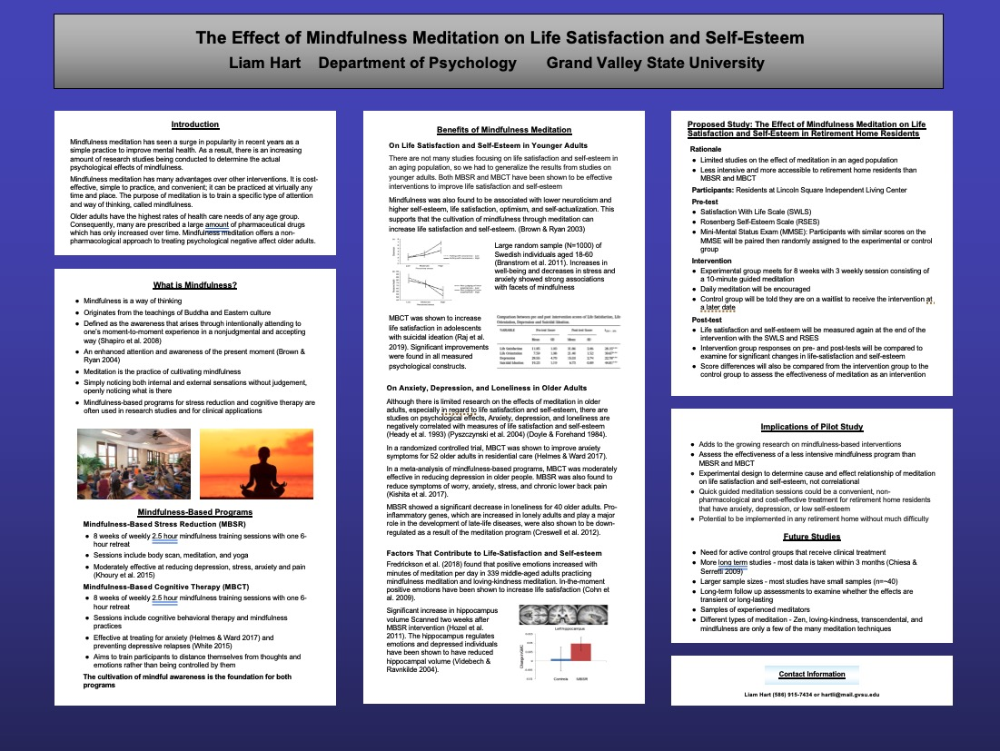 The Effect of Mindfulness Meditation on Life Satisfaction and Self-Esteem
Liam Hart Department of Psychology Grand Valley State University
Introduction
Mindfulness meditation has seen a surge in popularity in recent years as a
simple practice to improve mental health. As a result, there is an increasing
amount of research studies being conducted to determine the actual
psychological effects of mindfulness.
Mindfulness meditation has many advantages over other interventions. It is cost-
effective, simple to practice, and convenient; it can be practiced at virtually any
time and place. The purpose of meditation is to train a specific type of attention
and way of thinking, called mindfulness.
Older adults have the highest rates of health care needs of any age group.
Consequently, many are prescribed a large amount of pharmaceutical drugs
which has only increased over time. Mindfulness meditation offers a non-
pharmacological approach to treating psychological negative affect older adults.
What is Mindfulness?
● Mindfulness is a way of thinking
● Originates from the teachings of Buddha and Eastern culture
● Defined as the awareness that arises through intentionally attending to
one's moment-to-moment experience in a nonjudgmental and accepting
way (Shapiro et al. 2008)
● An enhanced attention and awareness of the present moment (Brown &
Ryan 2004)
● Meditation is the practice of cultivating mindfulness
● Simply noticing both internal and external sensations without judgement,
openly noticing what is there
● Mindfulness-based programs for stress reduction and cognitive therapy are
often used in research studies and for clinical applications
Mindfulness-Based Programs
Mindfulness-Based Stress Reduction (MBSR)
● 8 weeks of weekly 2.5 hour mindfulness training sessions with one 6-
hour retreat
● Sessions include body scan, meditation, and yoga
● Moderately effective at reducing depression, stress, anxiety and pain
(Khoury et al. 2015)
Mindfulness-Based Cognitive Therapy (MBCT)
● 8 weeks of weekly 2.5 hour mindfulness training sessions with one 6-
hour retreat
● Sessions include cognitive behavioral therapy and mindfulness
practices
● Effective at treating for anxiety (Helmes & Ward 2017) and
preventing depressive relapses (White 2015)
● Aims to train participants to distance themselves from thoughts and
emotions rather than being controlled by them
The cultivation of mindful awareness is the foundation for both
programs
Benefits of Mindfulness Meditation
On Life Satisfaction and Self-Esteem in Younger Adults
There are not many studies focusing on life satisfaction and self-esteem in
an aging population, so we had to generalize the results from studies on
younger adults. Both MBSR and MBCT have been shown to be effective
interventions to improve life satisfaction and self-esteem
Mindfulness was also found to be associated with lower neuroticism and
higher self-esteem, life satisfaction, optimism, and self-actualization. This
supports that the cultivation of mindfulness through meditation can
increase life satisfaction and self-esteem. (Brown & Ryan 2003)
Large random sample (N=1000) of
Swedish individuals aged 18-60
(Branstrom et al. 2011). Increases in
well-being and decreases in stress and
anxiety showed strong associations
with facets of mindfulness
MBCT was shown to increase
life satisfaction in adolescents
with suicidal ideation (Raj et al.
2019). Significant improvements
were found in all measured
psychological constructs.
Comparison between pre and post intervention scores of Life Satisfaction, Life
Orientation, Depression and Suicidal Ideation.
On Anxiety, Depression, and Loneliness in Older Adults
Although there is limited research on the effects of meditation in older
adults, especially in regard to life satisfaction and self-esteem, there are
studies on psychological effects, Anxiety, depression, and loneliness are
negatively correlated with measures of life satisfaction and self-esteem
(Heady et al. 1993) (Pyszczynski et al. 2004) (Doyle & Forehand 1984).
In a randomized controlled trial, MBCT was shown to improve anxiety
symptoms for 52 older adults in residential care (Helmes & Ward 2017).
In a meta-analysis of mindfulness-based programs, MBCT was moderately
effective in reducing depression in older people. MBSR was also found to
reduce symptoms of worry, anxiety, stress, and chronic lower back pain
(Kishita et al. 2017).
MBSR showed a significant decrease in loneliness for 40 older adults. Pro-
inflammatory genes, which are increased in lonely adults and play a major
role in the development of late-life diseases, were also shown to be down-
regulated as a result of the meditation program (Creswell et al. 2012).
Factors That Contribute to Life-Satisfaction and Self-esteem
Fredrickson et al. (2018) found that positive emotions increased with
minutes of meditation per day in 339 middle-aged adults practicing
mindfulness and loving-kindness meditation. In-the-moment
positive emotions have been shown to increase life satisfaction (Cohn et
al. 2009).
Significant increase in hippocampus
volume Scanned two weeks after
MBSR intervention (Hozel et al.
2011). The hippocampus regulates
emotions and depressed individuals
have been shown to have reduced
hippocampal volume (Videbech &
Ravnkilde 2004).
Left hippocampus
Controls MBSR
Proposed Study: The Effect of Mindfulness Meditation on Life
Satisfaction and Self-Esteem in Retirement Home Residents
Rationale
● Limited studies on the effect of meditation in an aged population
● Less intensive and more accessible to retirement home residents than
MBSR and MBCT
Participants: Residents at Lincoln Square Independent Living Center
Pre-test
● Satisfaction With Life Scale (SWLS)
● Rosenberg Self-Esteem Scale (RSES)
● Mini-Mental Status Exam (MMSE): Participants with similar scores on the
MMSE will be paired then randomly assigned to the experimental or control
group
Intervention
● Experimental group meets for 8 weeks with 3 weekly session consisting of
a 10-minute guided meditation
● Daily meditation will be encouraged
● Control group will be told they are on a waitlist to receive the intervention at
a later date
Post-test
● Life satisfaction and self-esteem will be measured again at the end of the
intervention with the SWLS and RSES
● Intervention group responses on pre- and post-tests will be compared to
examine for significant changes in life-satisfaction and self-esteem
● Score differences will also be compared from the intervention group to the
control group to assess the effectiveness of meditation as an intervention
Implications of Pilot Study
● Adds to the growing research on mindfulness-based interventions
● Assess the effectiveness of a less intensive mindfulness program than
MBSR and MBCT
● Experimental design to determine cause and effect relationship of meditation
on life satisfaction and self-esteem, not correlational
● Quick guided meditation sessions could be a convenient, non-
pharmacological and cost-effective treatment for retirement home residents
that have anxiety, depression, or low self-esteem
● Potential to be implemented in any retirement home without much difficulty
Future Studies
● Need for active control groups that receive clinical treatment
● More long term studies - most data is taken within 3 months (Chiesa &
Serretti 2009)
● Larger sample sizes - most studies have small samples (n=~40)
● Long-term follow up assessments to examine whether the effects are
transient or long-lasting
● Samples of experienced meditators
● Different types of meditation - Zen, loving-kindness, transcendental, and
mindfulness are only a few of the many meditation techniques
Contact Information
Liam Hart (586) 915-7434 or hartli@mail.gvsu.edu